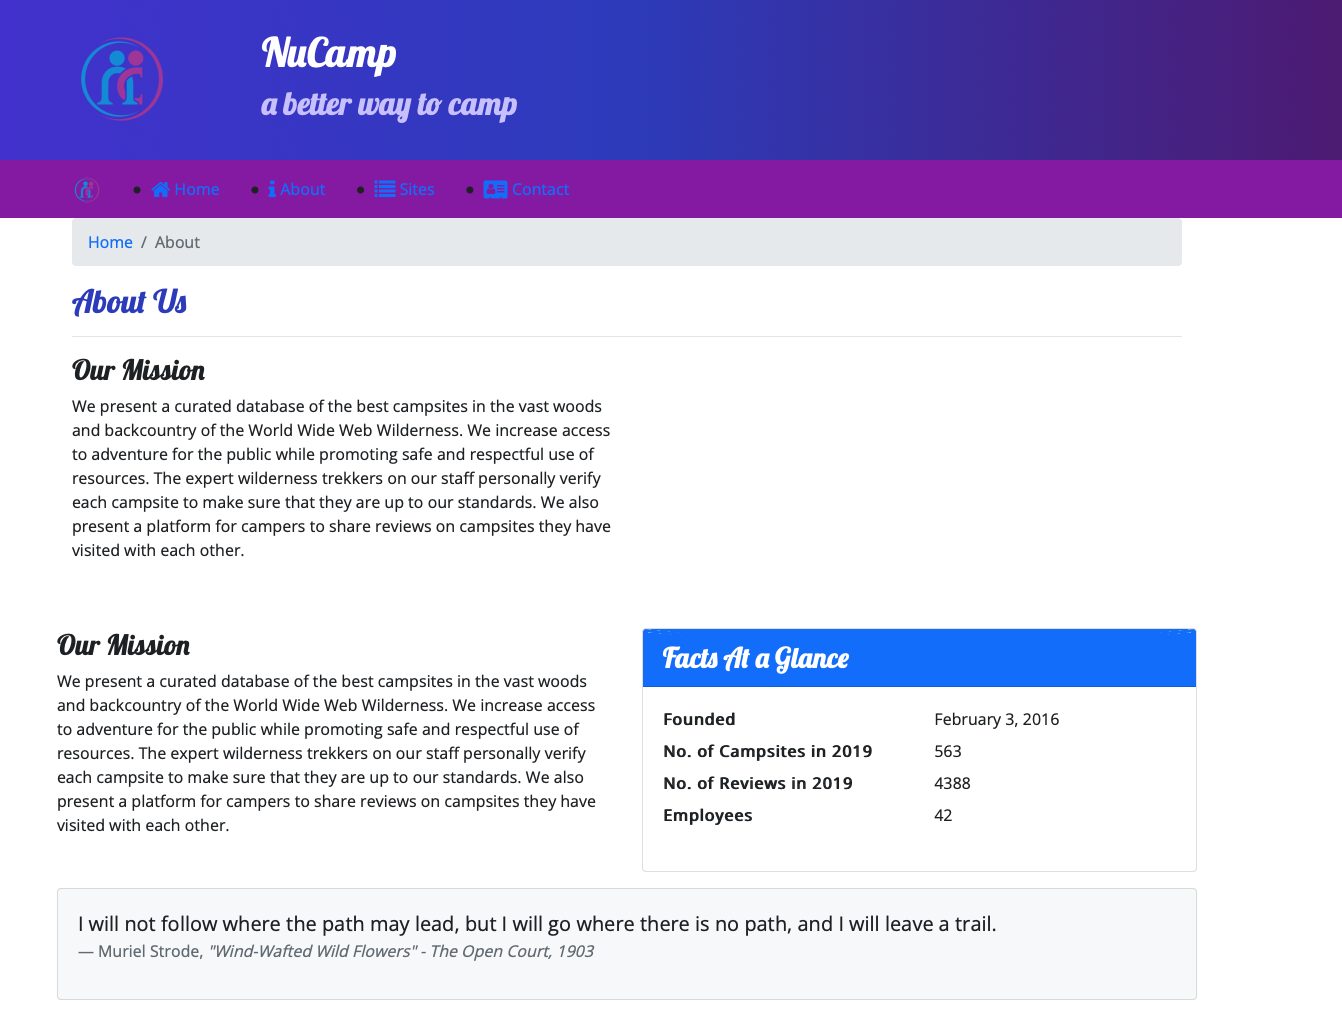 NuCamp
a better way to camp
Home About Sites Contact
Home / About
About Us
Our Mission
We present a curated database of the best campsites in the vast woods
and backcountry of the World Wide Web Wilderness. We increase access
to adventure for the public while promoting safe and respectful use of
resources. The expert wilderness trekkers on our staff personally verify
each campsite to make sure that they are up to our standards. We also
present a platform for campers to share reviews on campsites they have
visited with each other.
Our Mission
We present a curated database of the best campsites in the vast woods
and backcountry of the World Wide Web Wilderness. We increase access
to adventure for the public while promoting safe and respectful use of
resources. The expert wilderness trekkers on our staff personally verify
each campsite to make sure that they are up to our standards. We also
present a platform for campers to share reviews on campsites they have
visited with each other.
Facts At a Glance
Founded February 3, 2016
No. of Campsites in 2019 563
No. of Reviews in 2019 4388
Employees 42
I will not follow where the path may lead, but I will go where there is no path, and I will leave a trail.
— Muriel Strode, "Wind-Wafted Wild Flowers" - The Open Court, 1903